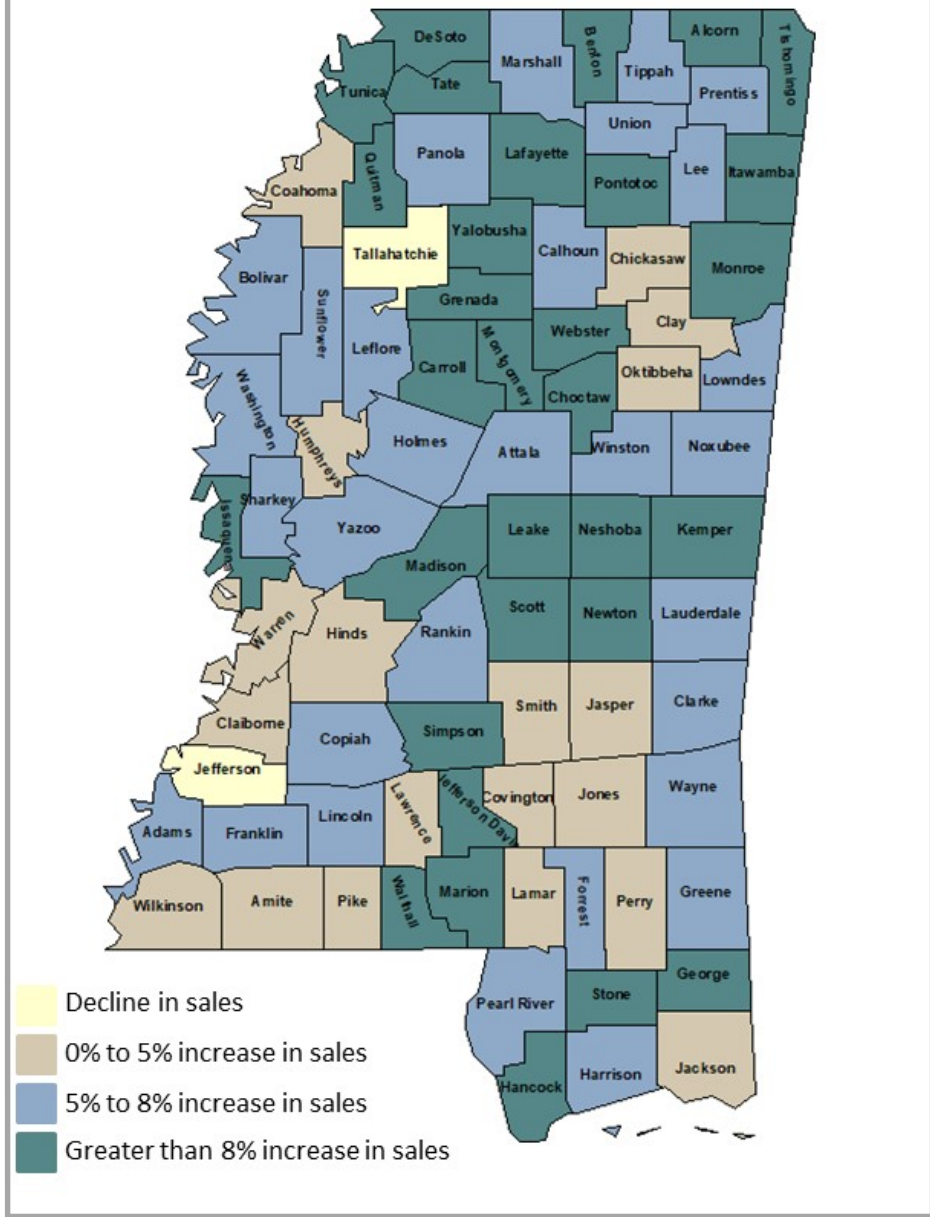 DeSoto
Marshall
Benton
Tippah
Alcorn
Tishomingo
Tunica
Tate
Prentiss
Union
Panola
Lafayette
Quitman
Pontotoc
Lee
Itawamba
Coahoma
Tallahatchie
Yalobusha
Calhoun
Chickasaw
Monroe
Bolivar
Sunflower
Grenada
Leflore
Webster
Clay
Carroll
Montgomery
Choctaw
Oktibbeha
Lowndes
Washington
Humphreys
Holmes
Attala
Winston
Noxubee
Sharkey
Issaquena
Yazoo
Leake
Neshoba
Kemper
Madison
Warren
Hinds
Rankin
Scott
Newton
Lauderdale
Claiborne
Copiah
Simpson
Smith
Jasper
Clarke
Jefferson
Lawrence
Jefferson Davis
Covington
Jones
Wayne
Adams
Franklin
Lincoln
Wilkinson
Amite
Pike
Walthall
Marion
Lamar
Forrest
Perry
Greene
Pearl River
Stone
George
Hancock
Harrison
Jackson
Decline in sales
0% to 5% increase in sales
5% to 8% increase in sales
Greater than 8% increase in sales